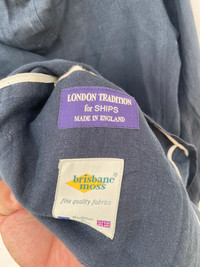 LONDON TRADITION
for SHIPS
MADE IN ENGLAND
brisbane
moss
fine quality fabrics